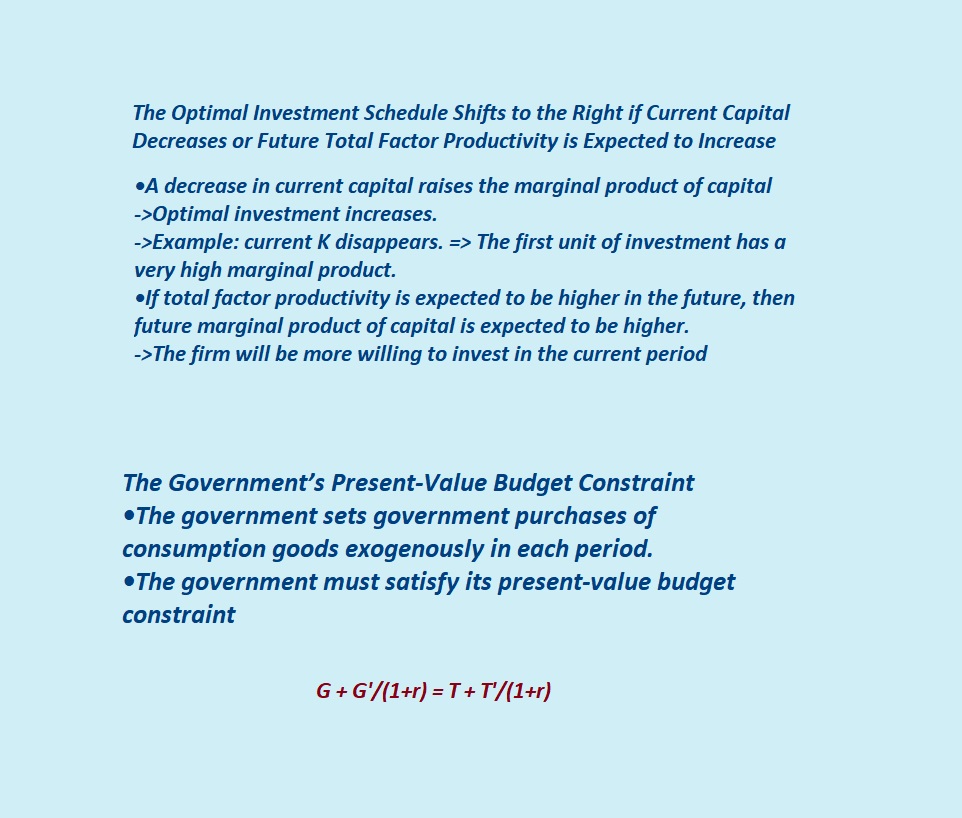 The Optimal Investment Schedule Shifts to the Right if Current Capital
Decreases or Future Total Factor Productivity is Expected to Increase
•A decrease in current capital raises the marginal product of capital
->Optimal investment increases.
->Example: current K disappears. => The first unit of investment has a
very high marginal product.
•If total factor productivity is expected to be higher in the future, then
future marginal product of capital is expected to be higher.
->The firm will be more willing to invest in the current period
The Government’s Present-Value Budget Constraint
•The government sets government purchases of
consumption goods exogenously in each period.
•The government must satisfy its present-value budget
constraint
G + G'/(1+r) = T + T'/(1+r)